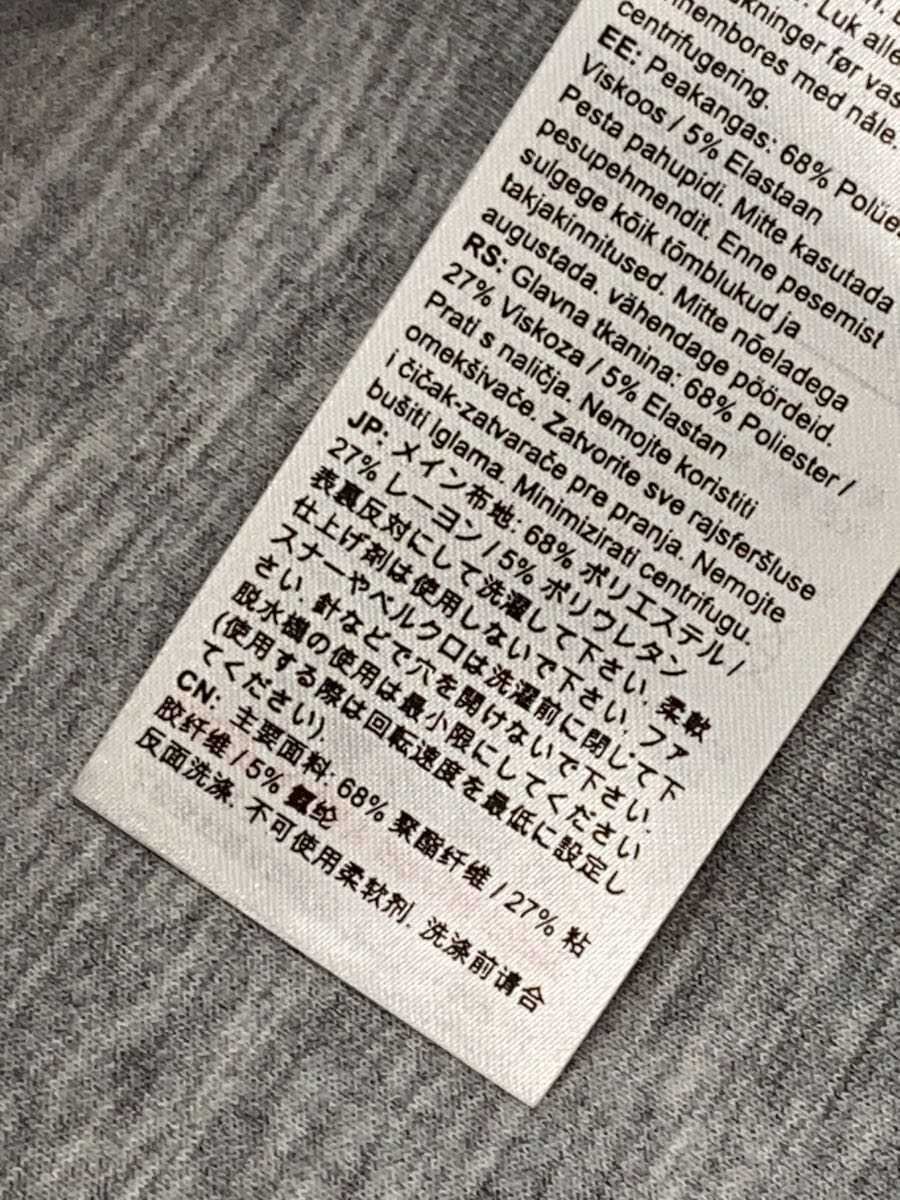 Luk alle
kninger før vas
nnembores med nåle.
centrifugering.
EE: Peakangas: 68% Polüe
Viskoos / 5% Elastaan
Pesta pahupidi. Mitte kasutada
pesupehmendit. Enne pesemist
sulgege kõik tõmblukud ja
takjakinnitused. Mitte nõeladega
augustada. vähendage pöördeid.
RS: Glavna tkanina: 68% Poliester /
27% Viskoza / 5% Elastan
Prati s naličja. Nemojte koristiti
omekšivače. Zatvorite sve rajsferšluse
i čičak-zatvarače pre pranja. Nemojte
bušiti iglama. Minimizirati centrifugu.
JP: メイン布地: 68% ポリエステル /
27% レーヨン / 5% ポリウレタン
表裏反対にして洗濯して下さい. 柔軟
仕上げ剤は使用しないで下さい. ファ
スナーやベルクロは洗濯前に閉じて下
さい. 針などで穴を開けないで下さい.
脱水機の使用は最小限にしてください
(使用する際は回転速度を最低に設定し
てください).
CN: 主要面料: 68% 聚酯纤维 / 27% 粘
胶纤维 / 5% 氨纶
反面洗涤. 不可使用柔软剂. 洗涤前请合